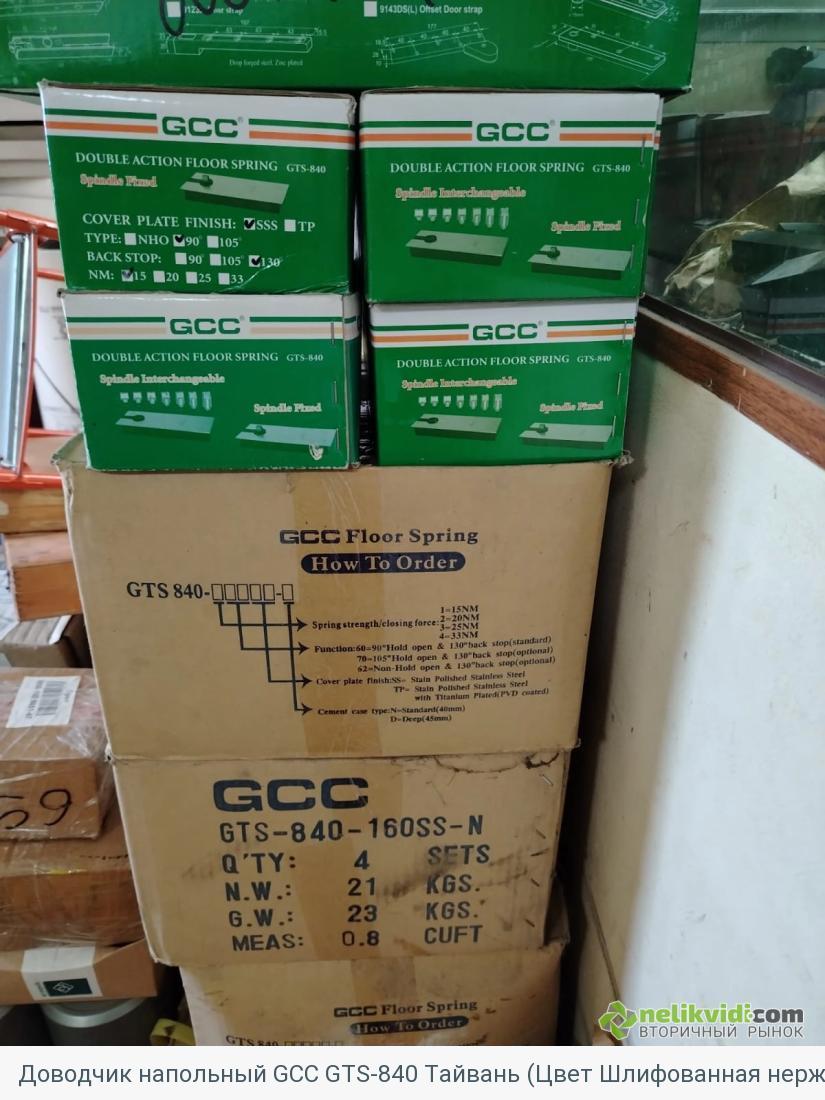 9143DS(L) Offset Door strap
Drop forged steel. Zinc plated
GCC
DOUBLE ACTION FLOOR SPRING GTS-840
Spindle Fixed
COVER PLATE FINISH: SSS TP
TYPE: NHO 90° 105°
BACK STOP: 90° 105° 130°
NM: 15 20 25 33
GCC
DOUBLE ACTION FLOOR SPRING GTS-840
Spindle Interchangeable
Spindle Fixed
GCC
DOUBLE ACTION FLOOR SPRING GTS-840
Spindle Interchangeable
Spindle Fixed
GCC
DOUBLE ACTION FLOOR SPRING GTS-840
Spindle Interchangeable
Spindle Fixed
GCC Floor Spring
How To Order
GTS 840-□□□□□-□
Spring strength/closing force: 1=15NM
2=20NM
3=25NM
4=33NM
Function:60=90°Hold open & 130°back stop(standard)
70=105°Hold open & 130°back stop(optional)
62=Non-Hold open & 130°back stop(optional)
Cover plate finish:SS= Stain Polished Stainless Steel
TP= Stain Polished Stainless Steel
with Titanium Plated(PVD coated)
Cement case type:N=Standard(40mm)
D=Deep(45mm)
GCC
GTS-840-160SS-N
Q'TY: 4 SETS
N.W.: 21 KGS.
G.W.: 23 KGS.
MEAS: 0.8 CUFT
59
GCC Floor Spring
How To Order
GTS 840-
nelikvidi.com
ВТОРИЧНЫЙ РЫНОК
Доводчик напольный GCC GTS-840 Тайвань (Цвет Шлифованная нерж